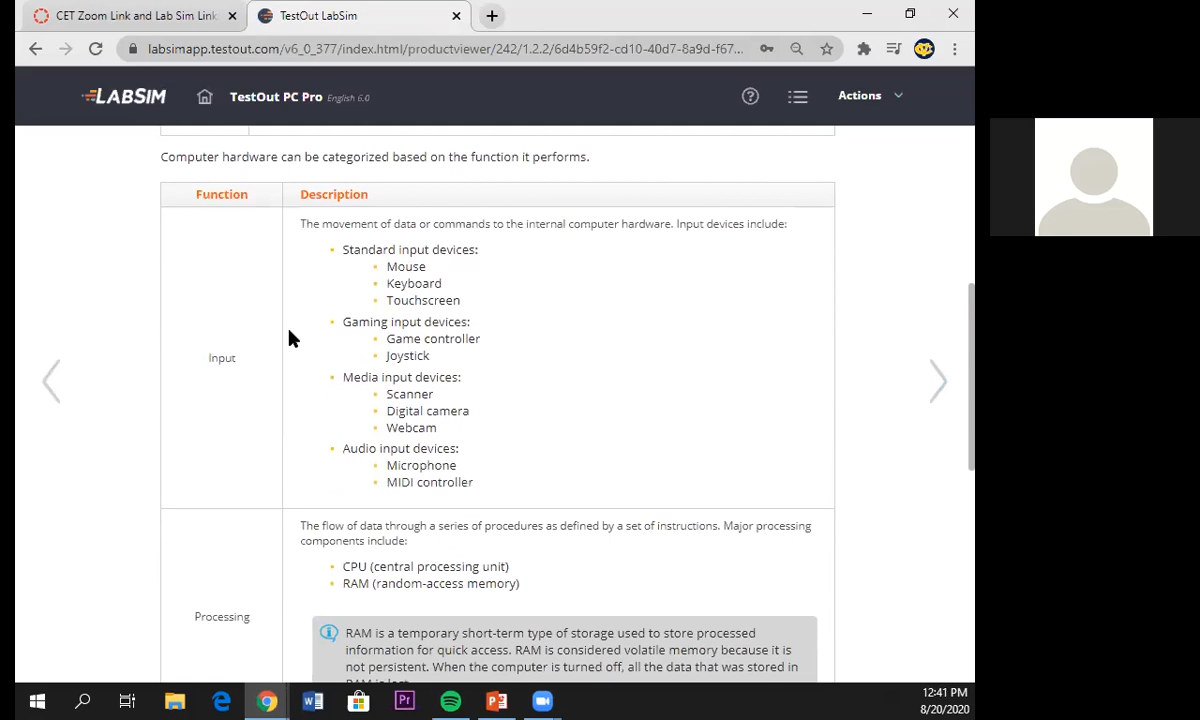 CET Zoom Link and Lab Sim Link
TestOut LabSim
labsimapp.testout.com/v6_0_377/index.html/productviewer/242/1.2.2/6d4b59f2-cd10-40d7-8a9d-f67...
LABSIM
TestOut PC Pro English 6.0
Actions
Computer hardware can be categorized based on the function it performs.
Function
Description
The movement of data or commands to the internal computer hardware. Input devices include:
Standard input devices:
Mouse
Keyboard
Touchscreen
Gaming input devices:
Game controller
Joystick
Input
Media input devices:
Scanner
Digital camera
Webcam
Audio input devices:
Microphone
MIDI controller
The flow of data through a series of procedures as defined by a set of instructions. Major processing
components include:
CPU (central processing unit)
RAM (random-access memory)
Processing
RAM is a temporary short-term type of storage used to store processed
information for quick access. RAM is considered volatile memory because it is
not persistent. When the computer is turned off, all the data that was stored in
RAM is lost.
12:41 PM
8/20/2020